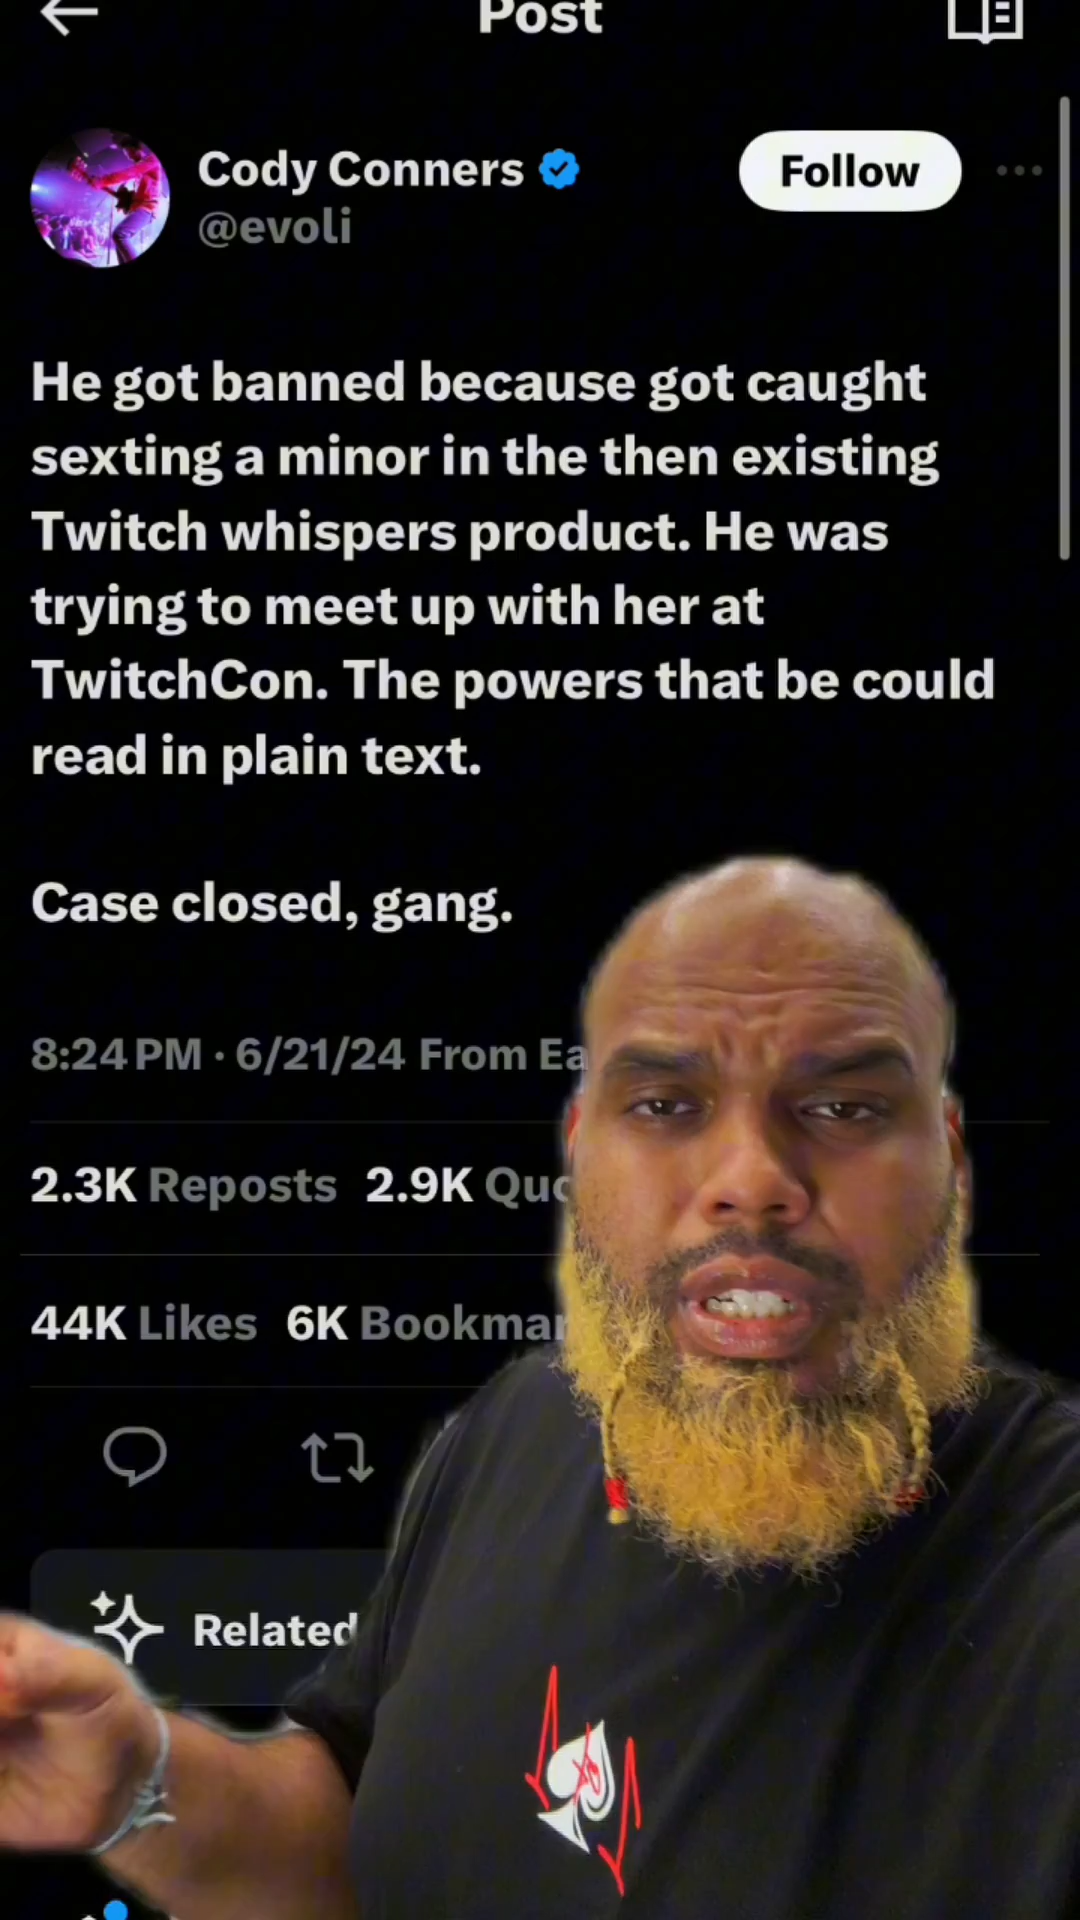 Post
Cody Conners
Follow
@evoli
He got banned because got caught
sexting a minor in the then existing
Twitch whispers product. He was
trying to meet up with her at
TwitchCon. The powers that be could
read in plain text.
Case closed, gang.
8:24 PM · 6/21/24 From Ea
2.3K Reposts 2.9K Quo
44K Likes 6K Bookmar
Related